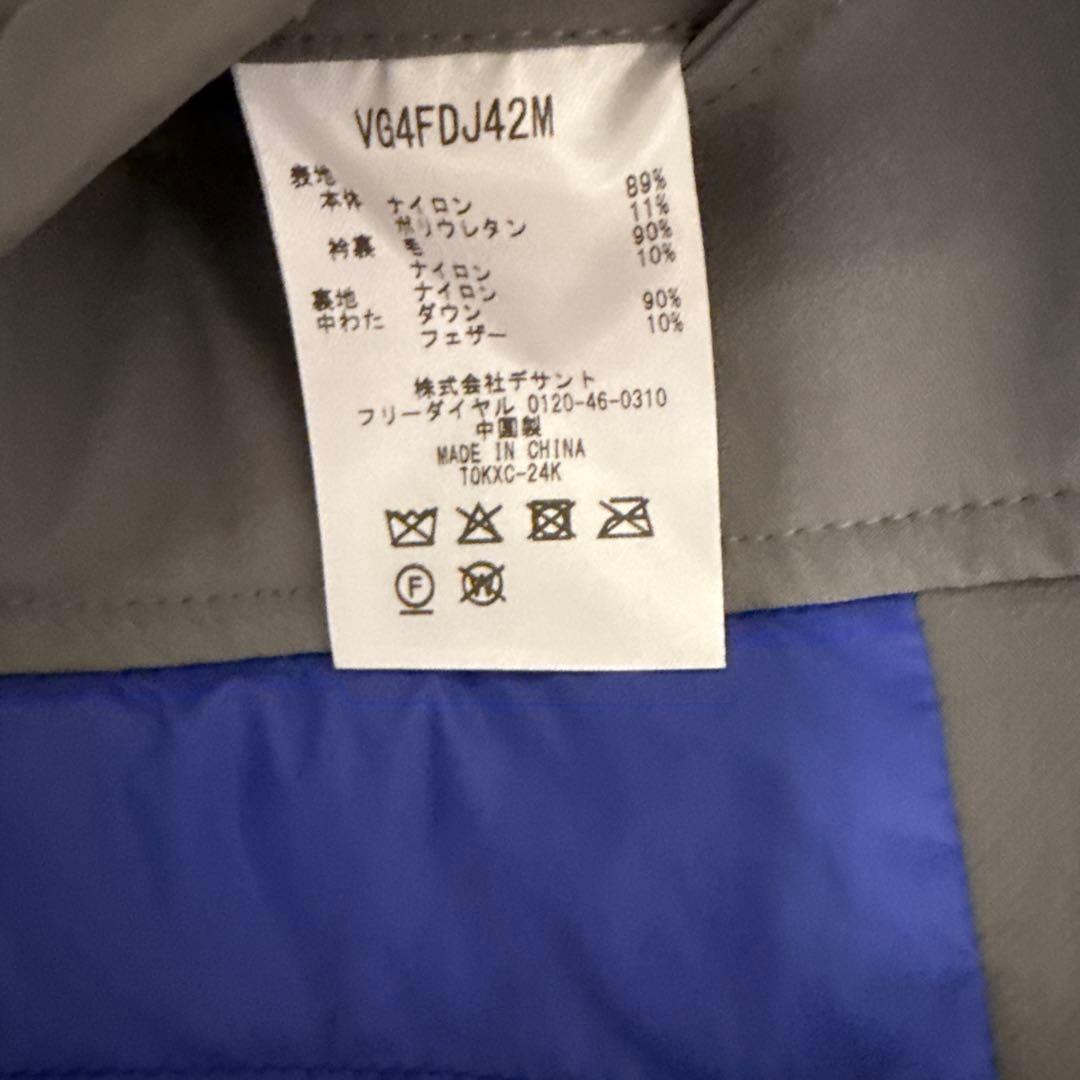 VG4FDJ42M
表地
本体 ナイロン 89%
ポリウレタン 11%
衿裏 毛 90%
ナイロン 10%
裏地 ナイロン
中わた ダウン 90%
フェザー 10%
株式会社デサント
フリーダイヤル 0120-46-0310
中国製
MADE IN CHINA
TOKXC-24K
F W